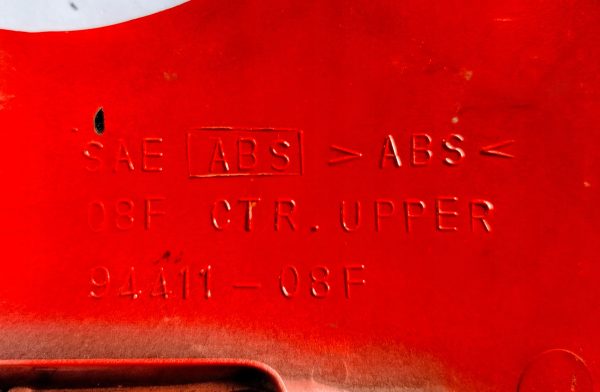 SAE ABS >ABS<
08F CTR.UPPER
94411-08F